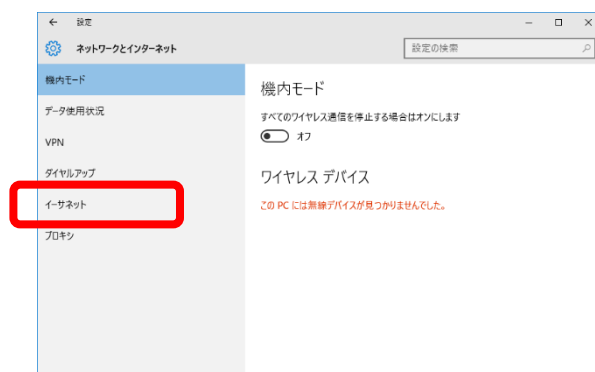 設定
ネットワークとインターネット
設定の検索
機内モード
データ使用状況
VPN
ダイヤルアップ
イーサネット
プロキシ
機内モード
すべてのワイヤレス通信を停止する場合はオンにします
オフ
ワイヤレス デバイス
この PC には無線デバイスが見つかりませんでした。